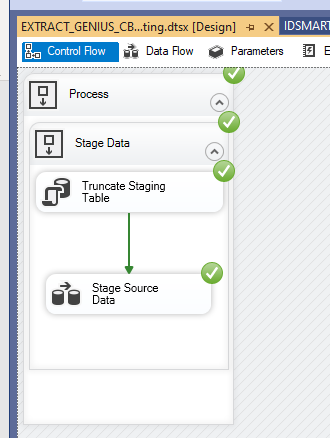 EXTRACT_GENIUS_CB...ting.dtsx [Design]
IDSMART
Control Flow
Data Flow
Parameters
E
Process
Stage Data
Truncate Staging
Table
Stage Source
Data